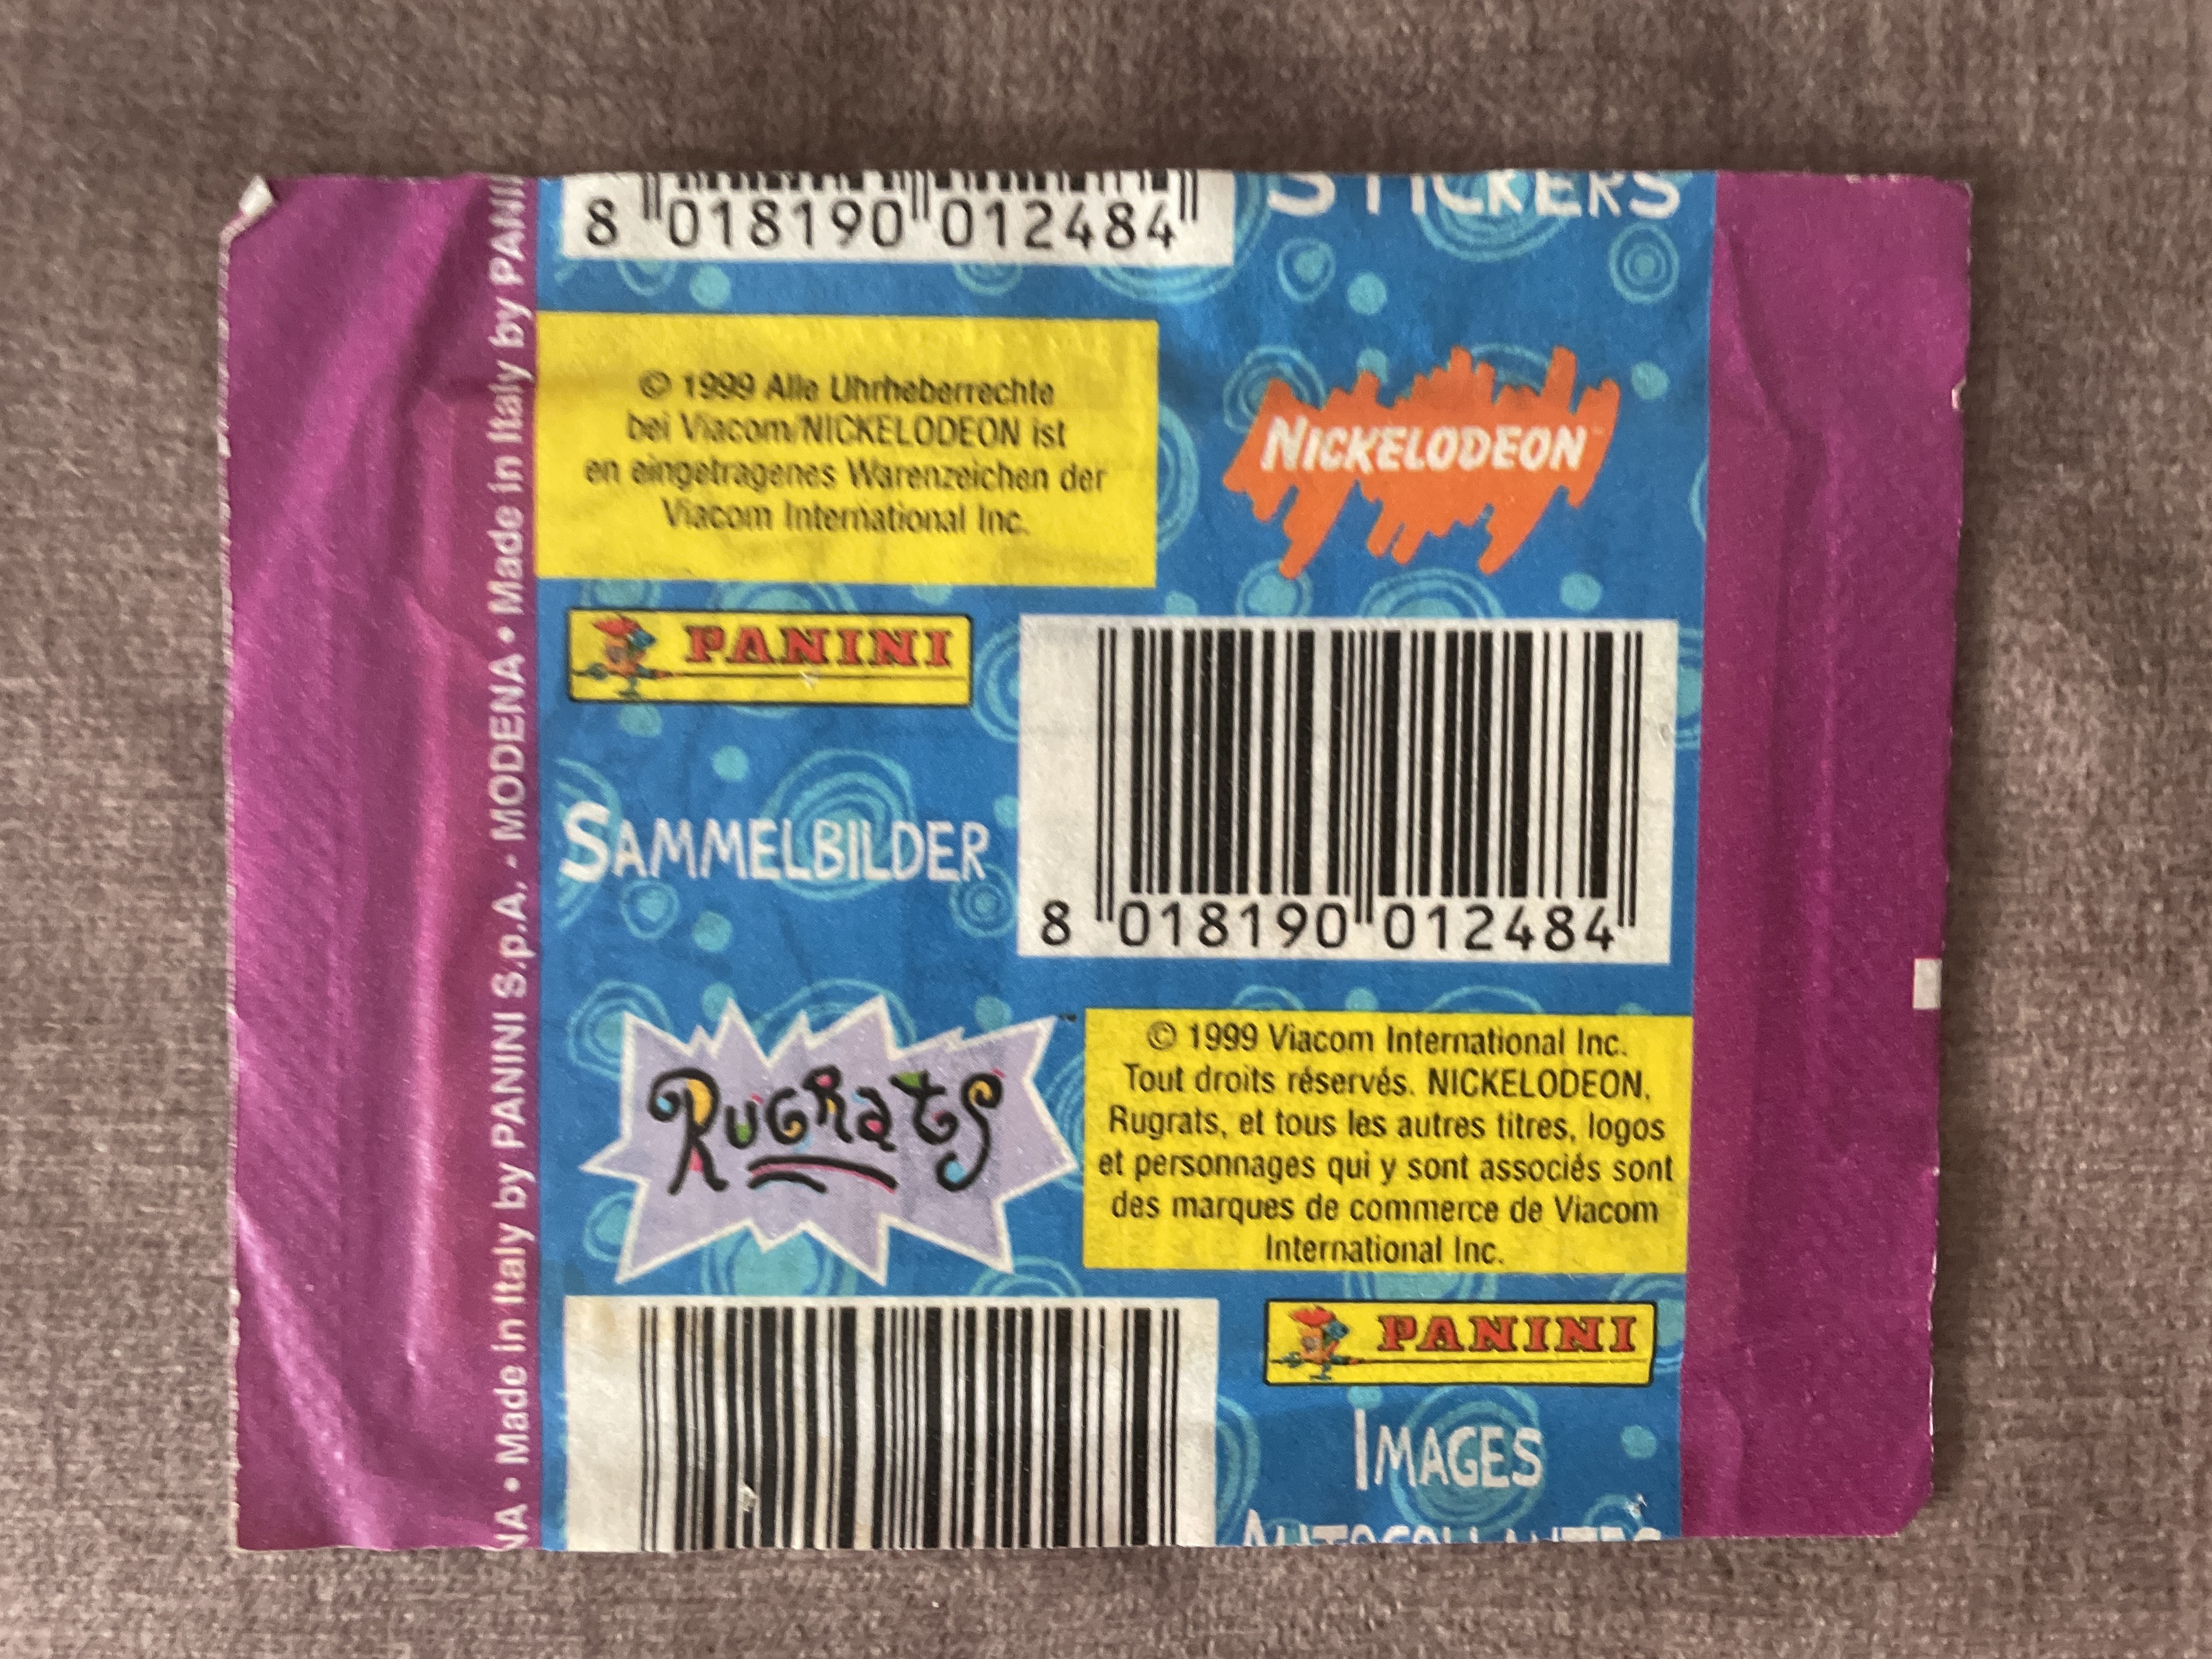 8 018190 012484
STICKERS
© 1999 Alle Uhrheberrechte
bei Viacom/NICKELODEON ist
en eingetragenes Warenzeichen der
Viacom International Inc.
NICKELODEON
PANINI
SAMMELBILDER
8 018190 012484
RUGRATS
© 1999 Viacom International Inc.
Tout droits réservés. NICKELODEON,
Rugrats, et tous les autres titres, logos
et personnages qui y sont associés sont
des marques de commerce de Viacom
International Inc.
PANINI
IMAGES
AUTOCOLLANTES
NA • Made in Italy by PANINI S.p.A. - MODENA • Made in Italy by PANINI